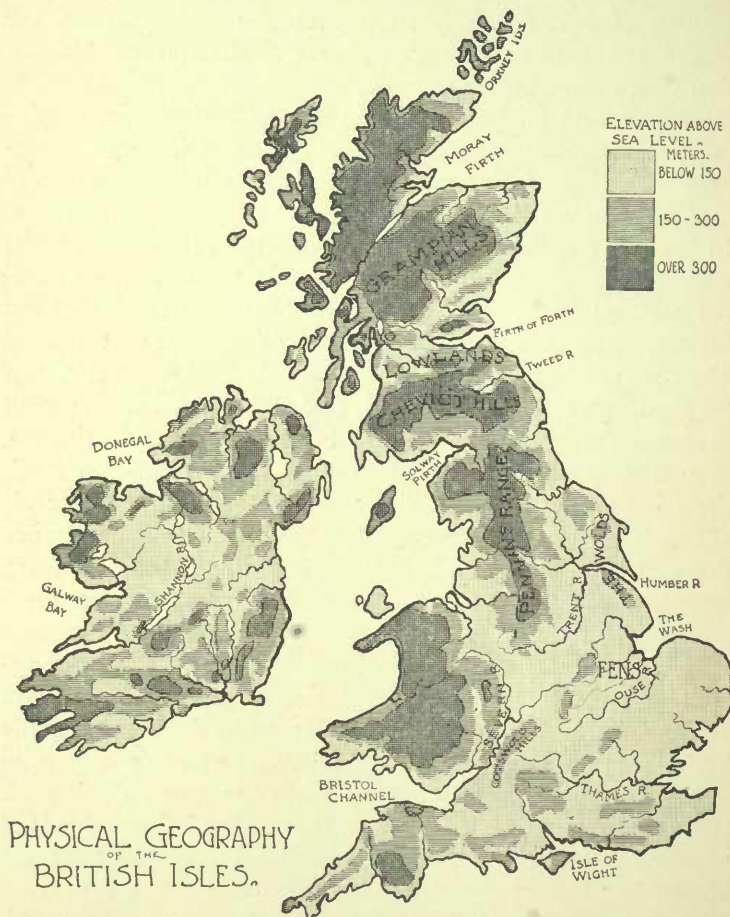 ORKNEY IDS
ELEVATION ABOVE
SEA LEVEL.
METERS.
BELOW 150
150-300
OVER 300
MORAY
FIRTH
GRAMPIAN
HILLS
FIRTH OF FORTH
LOWLANDS
TWEED R
CHEVIOT HILLS
DONEGAL
BAY
SOLWAY
FIRTH
PENNINE RANGE
WOLDS
THE
HUMBER R
SHANNON R
GALWAY
BAY
TRENT R
THE
WASH
FENS
OUSE R
SEVERN R
COTSWOLD
HILLS
BRISTOL
CHANNEL
THAMES R.
ISLE OF
WIGHT
PHYSICAL GEOGRAPHY
OF THE
BRITISH ISLES.